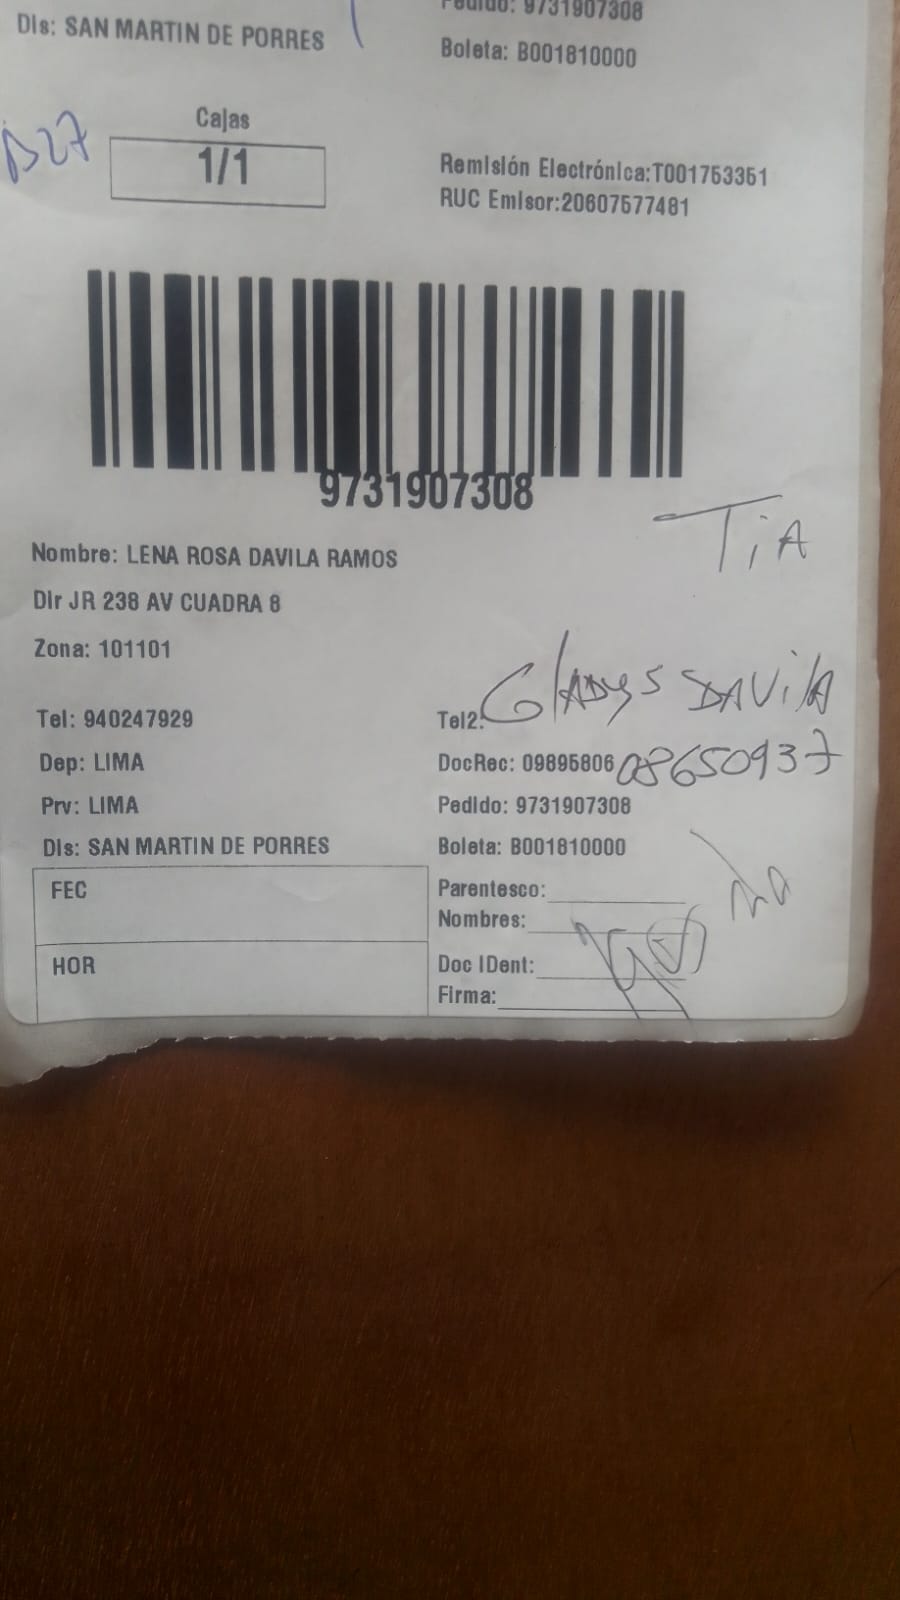 Pedido: 9731907308
DIs: SAN MARTIN DE PORRES
Boleta: B001810000
B27
Cajas
1/1
Remisión Electrónica:T001753351
RUC Emisor:20607577481
9731907308
TiA
Nombre: LENA ROSA DAVILA RAMOS
Dir JR 238 AV CUADRA 8
Zona: 101101
GlADyS DAViLA
Tel: 940247929
Tel2:
Dep: LIMA
DocRec: 09895806 08650937
Prv: LIMA
Pedido: 9731907308
DIs: SAN MARTIN DE PORRES
Boleta: B001810000
FEC
Parentesco:
Nombres:
HOR
Doc IDent:
Firma: